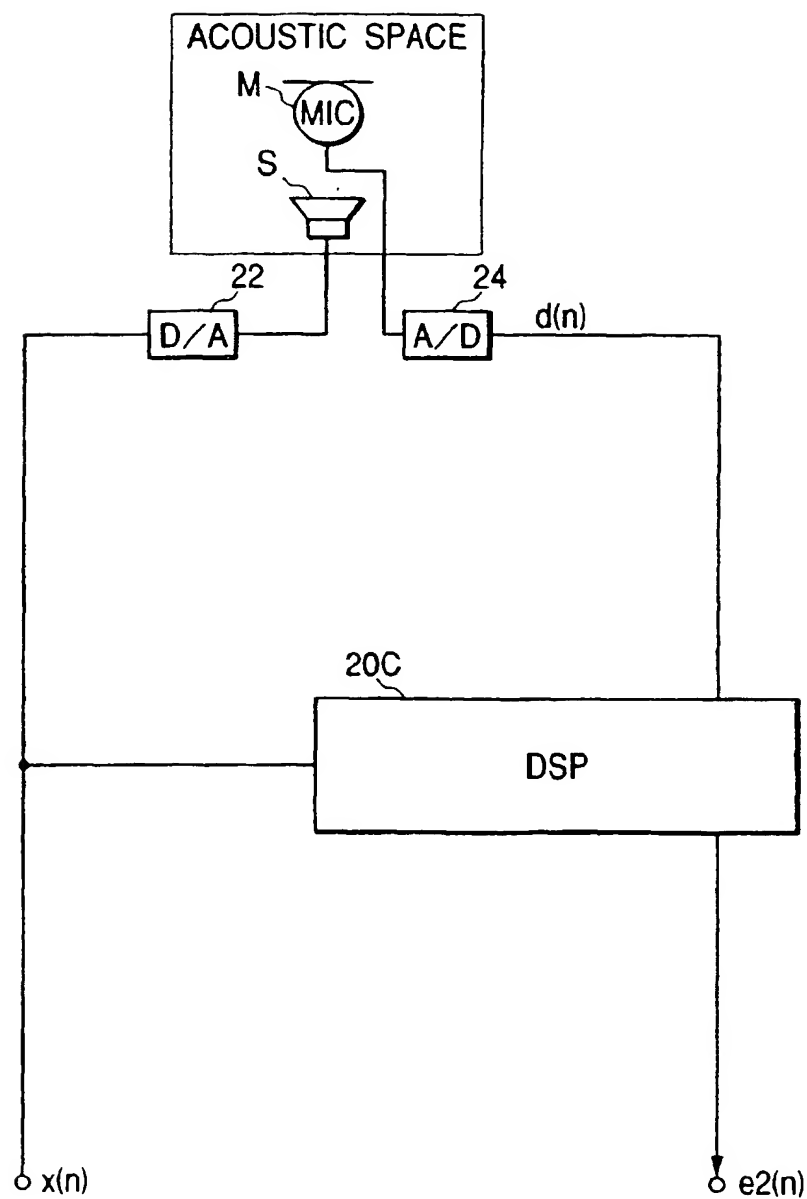 ACOUSTIC SPACE
M
MIC
S
22
24
D/A
A/D
d(n)
20C
DSP
x(n)
e2(n)